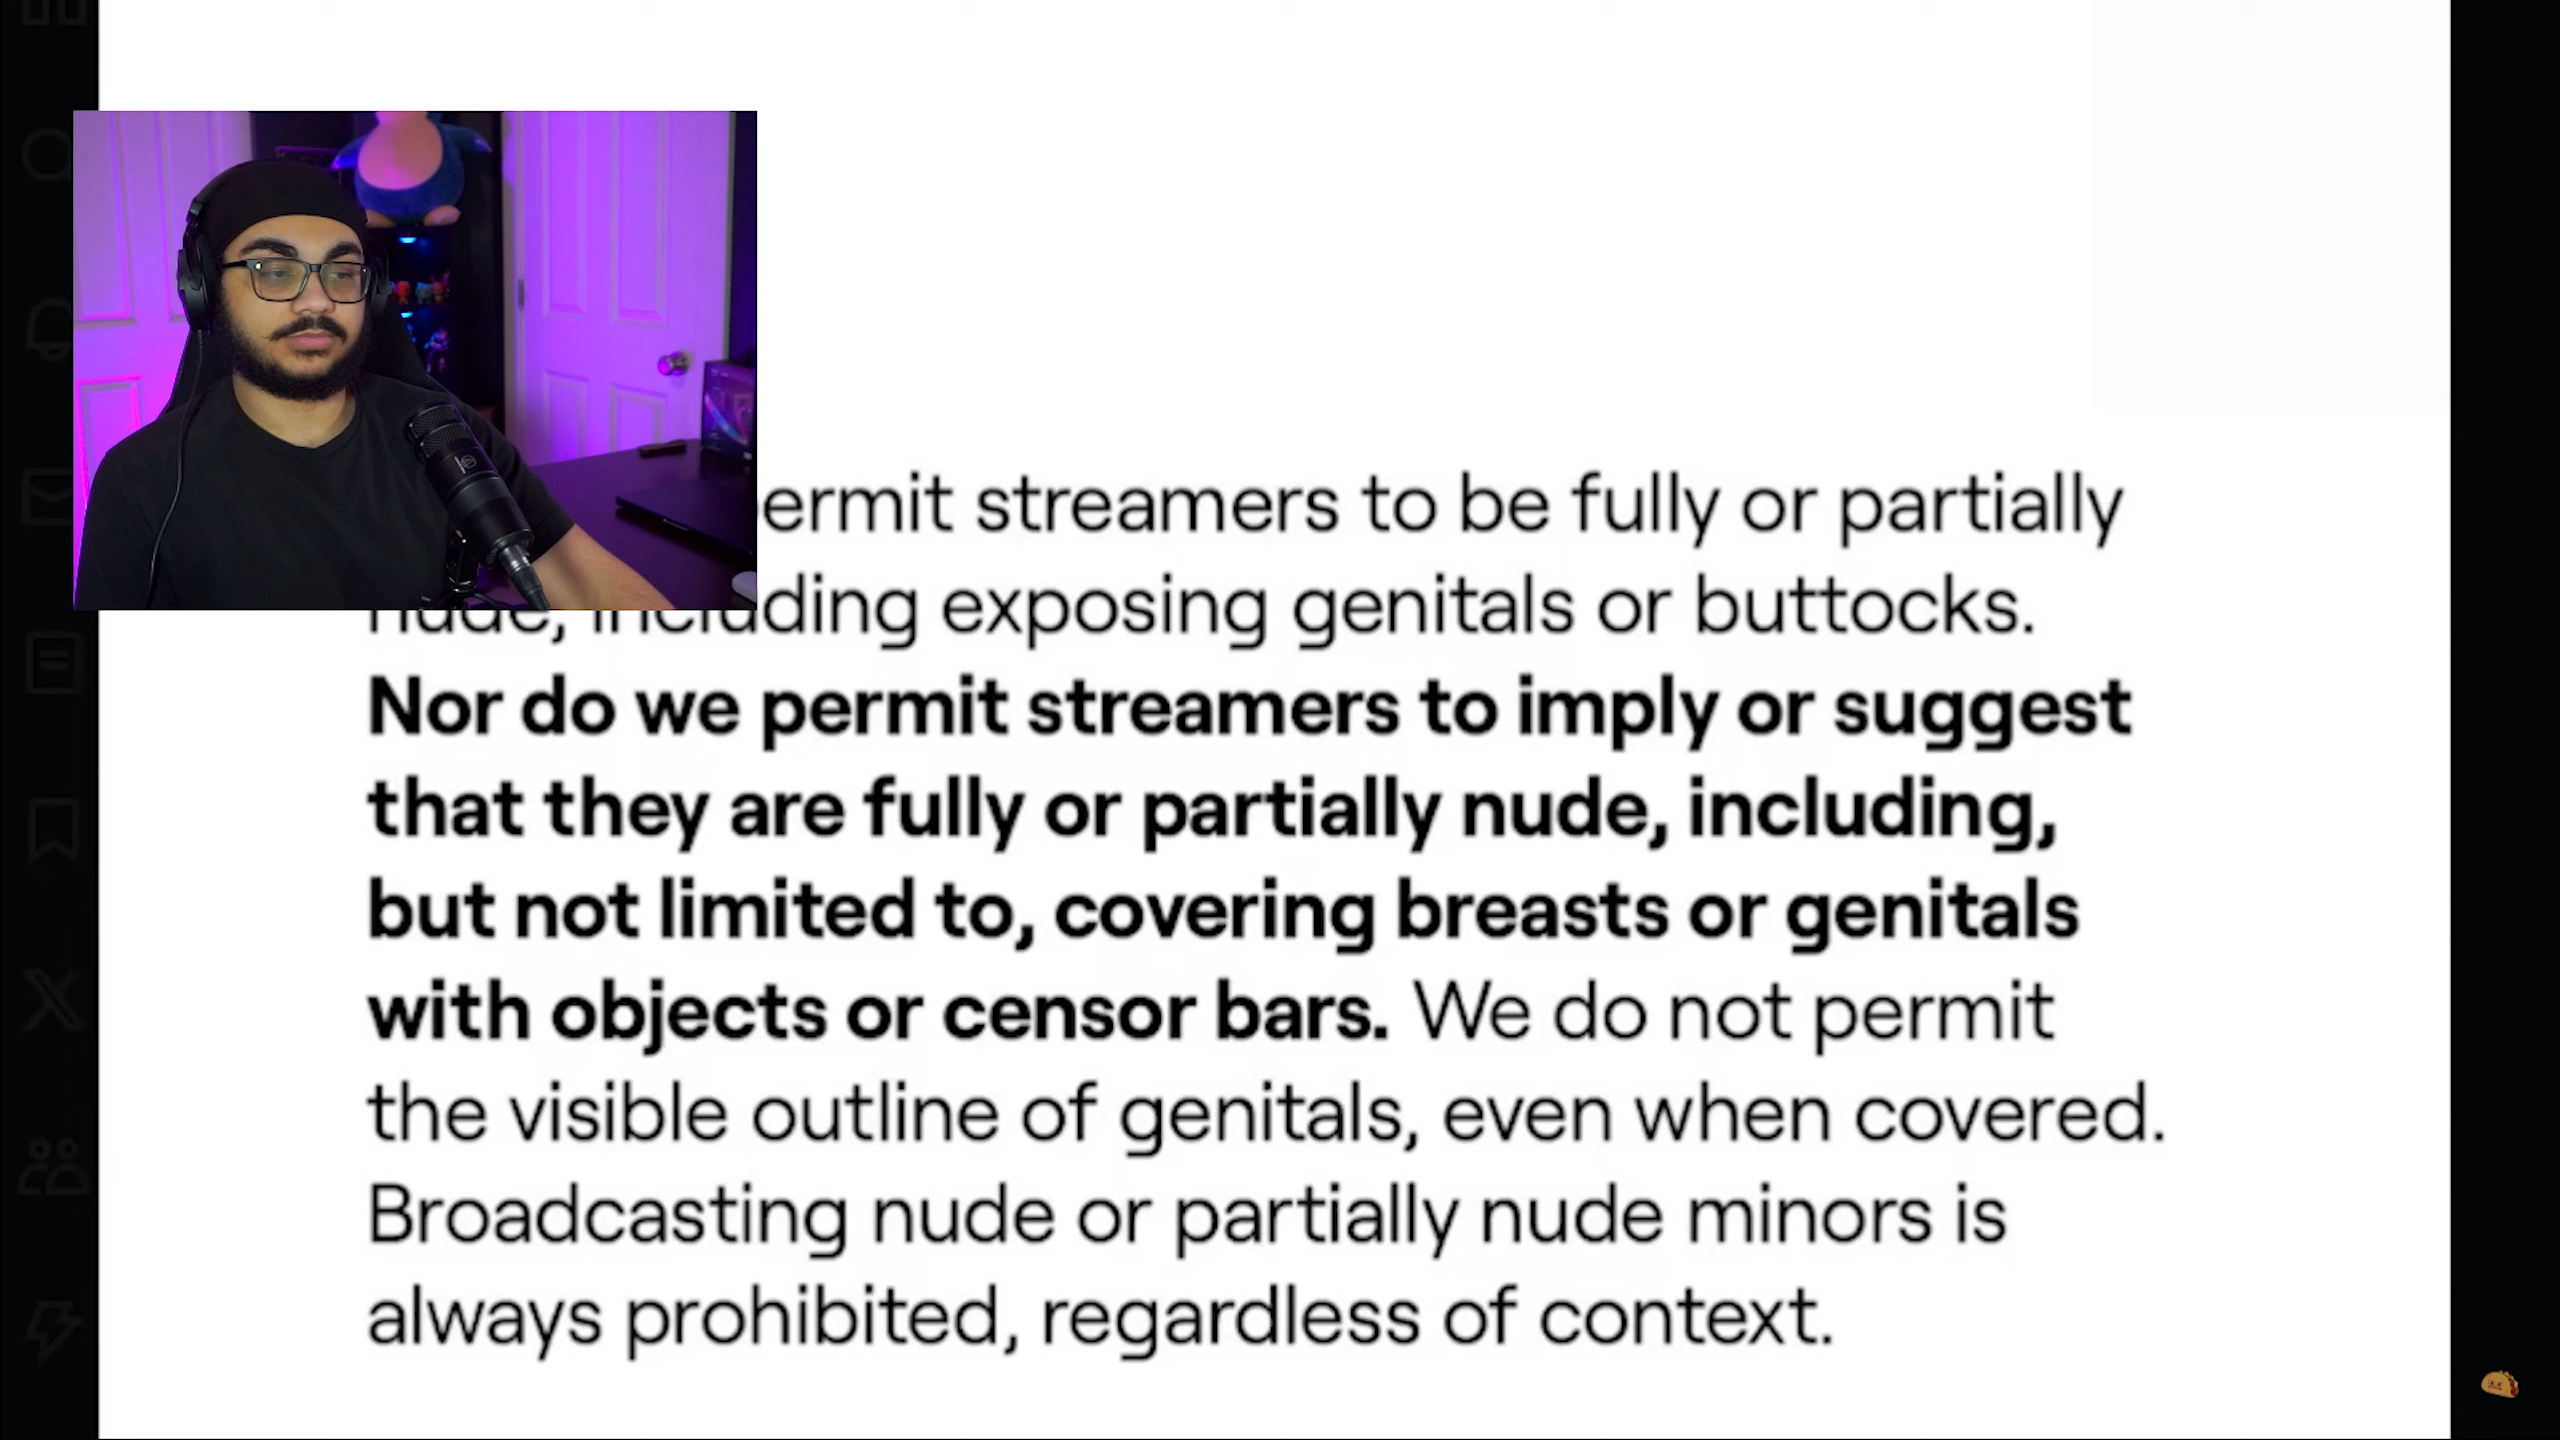 ermit streamers to be fully or partially
nude, including exposing genitals or buttocks.
Nor do we permit streamers to imply or suggest
that they are fully or partially nude, including,
but not limited to, covering breasts or genitals
with objects or censor bars. We do not permit
the visible outline of genitals, even when covered.
Broadcasting nude or partially nude minors is
always prohibited, regardless of context.